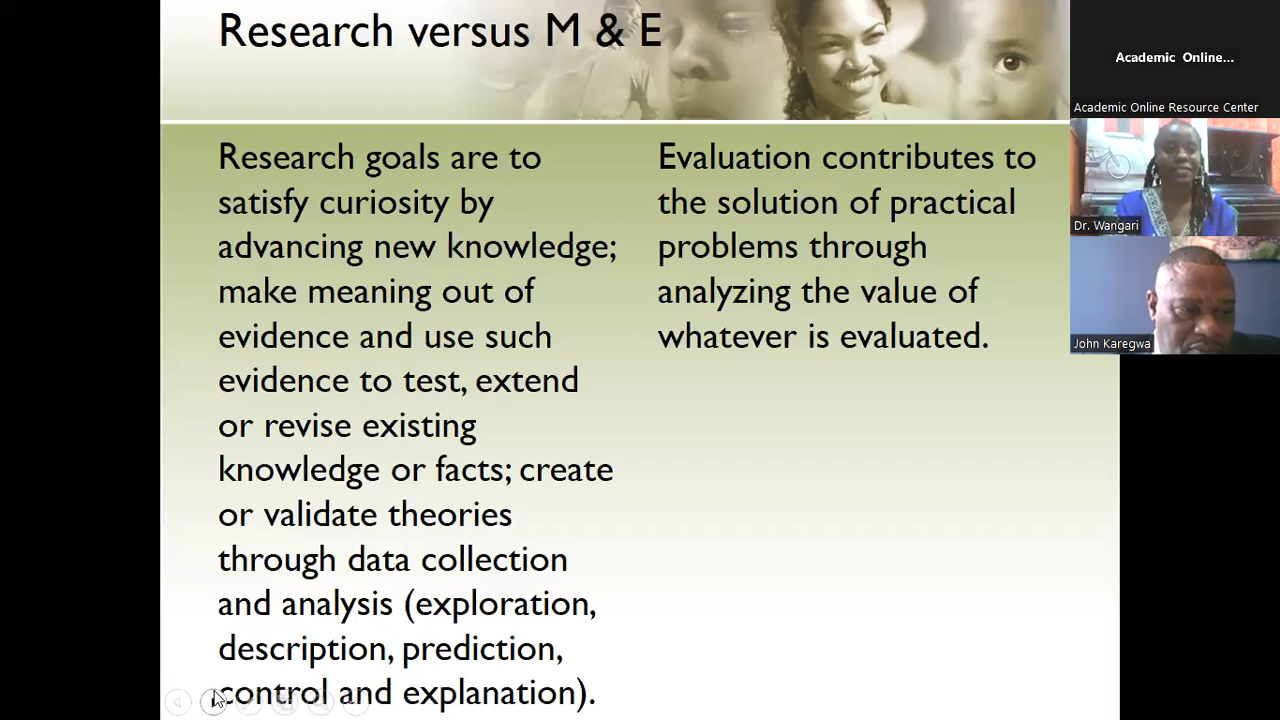 Research versus M & E
Research goals are to
satisfy curiosity by
advancing new knowledge;
make meaning out of
evidence and use such
evidence to test, extend
or revise existing
knowledge or facts; create
or validate theories
through data collection
and analysis (exploration,
description, prediction,
control and explanation).
Evaluation contributes to
the solution of practical
problems through
analyzing the value of
whatever is evaluated.
Academic Online...
Academic Online Resource Center
Dr. Wangari
John Karegwa